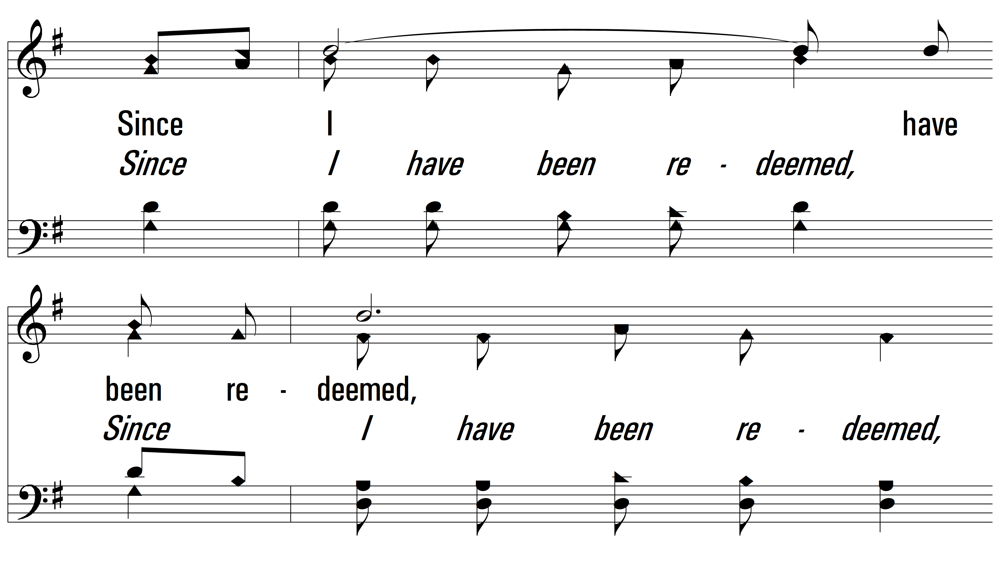 Since I have
Since I have been re - deemed,
been re - deemed,
Since I have been re - deemed,